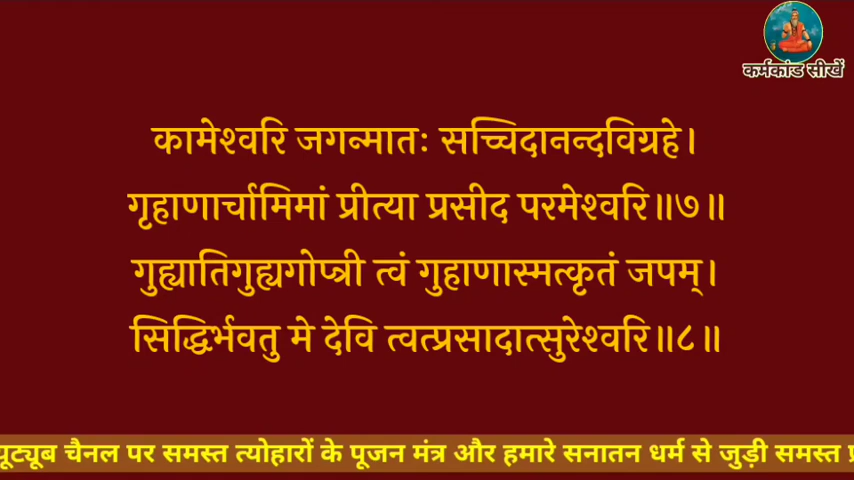 कर्मकांड सीखें
कामेश्वरि जगन्मातः सच्चिदानन्दविग्रहे।
गृहाणार्चामिमां प्रीत्या प्रसीद परमेश्वरि॥७॥
गुह्यातिगुह्यगोप्त्री त्वं गुहाणास्मत्कृतं जपम्।
सिद्धिर्भवतु मे देवि त्वत्प्रसादात्सुरेश्वरि॥८॥
यूट्यूब चैनल पर समस्त त्योहारों के पूजन मंत्र और हमारे सनातन धर्म से जुड़ी समस्त